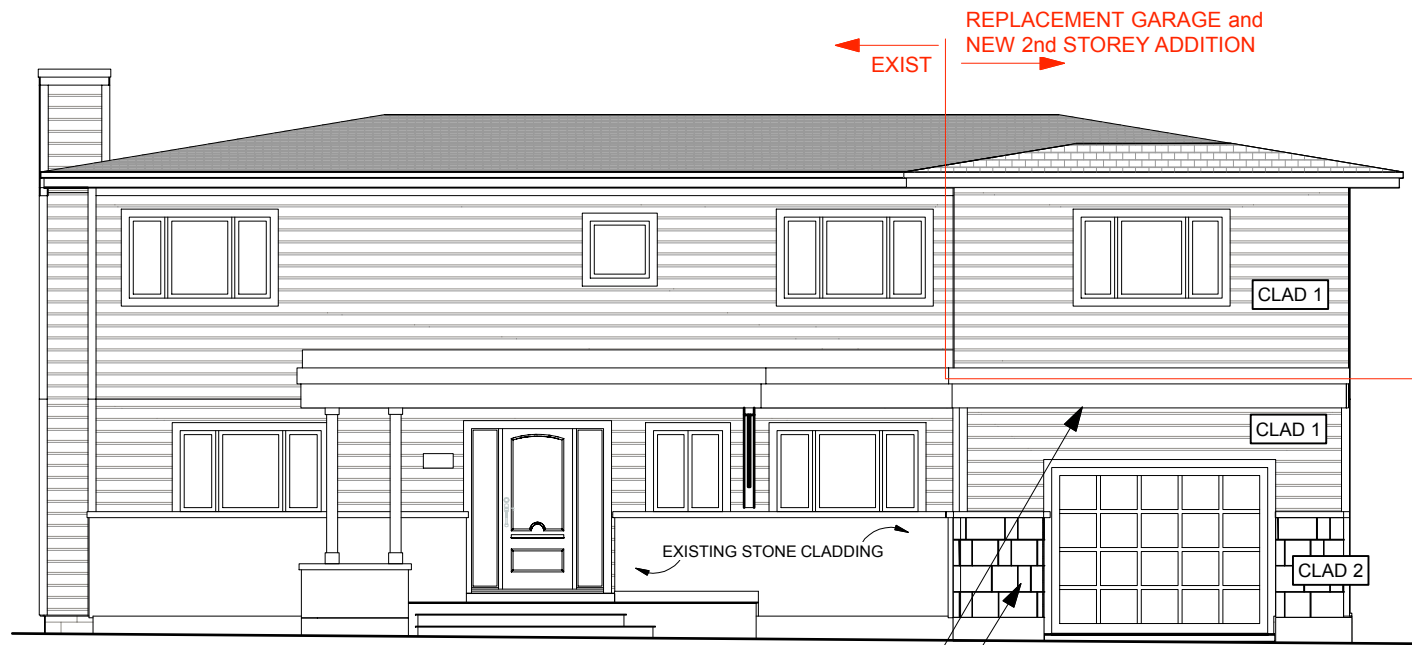 REPLACEMENT GARAGE and
NEW 2nd STOREY ADDITION
EXIST
CLAD 1
CLAD 1
EXISTING STONE CLADDING
CLAD 2